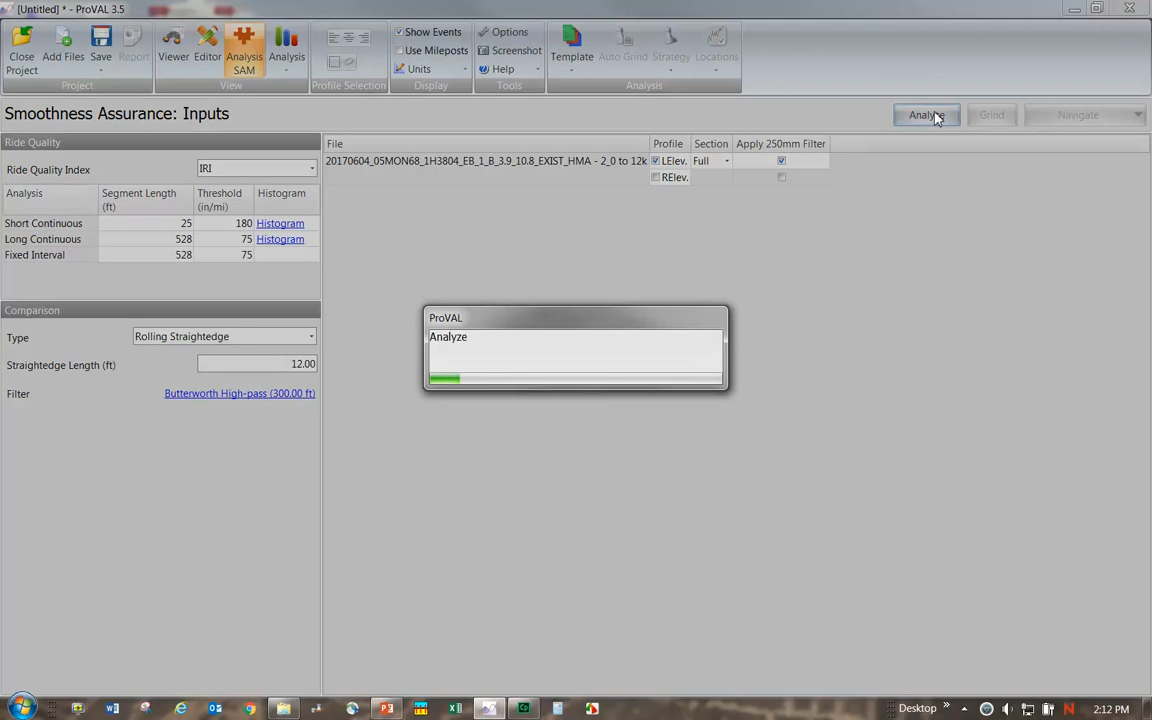 [Untitled] * - ProVAL 3.5
Close Project
Add Files
Save
Report
Project
Viewer
Editor
Analysis SAM
Analysis
View
Profile Selection
Show Events
Use Mileposts
Units
Display
Options
Screenshot
Help
Tools
Template
Auto Grind
Strategy
Locations
Analysis
Smoothness Assurance: Inputs
Analyze
Grind
Navigate
Ride Quality
Ride Quality Index IRI
Analysis Segment Length (ft) Threshold (in/mi) Histogram
Short Continuous 25 180 Histogram
Long Continuous 528 75 Histogram
Fixed Interval 528 75
Comparison
Type Rolling Straightedge
Straightedge Length (ft) 12.00
Filter Butterworth High-pass (300.00 ft)
File Profile Section Apply 250mm Filter
20170604_05MON68_1H3804_EB_1_B_3.9_10.8_EXIST_HMA - 2_0 to 12k LElev. Full
RElev.
ProVAL
Analyze
Desktop » 2:12 PM